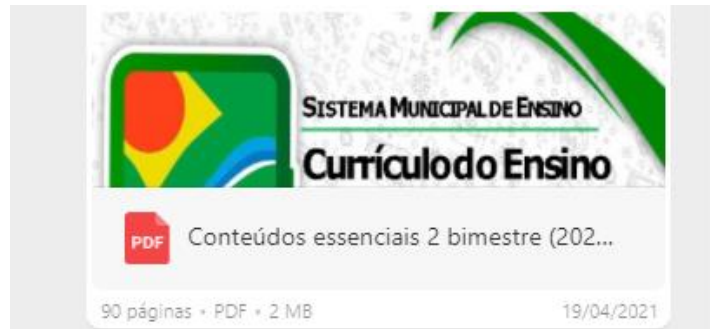 SISTEMA MUNICIPAL DE ENSINO
Currículo do Ensino
PDF
Conteúdos essenciais 2 bimestre (202...
90 páginas • PDF • 2 MB
19/04/2021